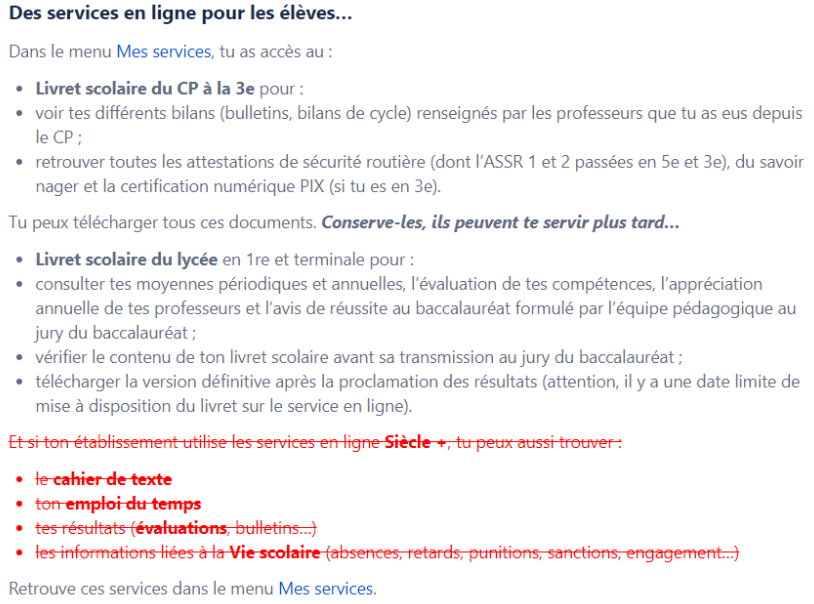 Des services en ligne pour les élèves...
Dans le menu Mes services, tu as accès au :
• Livret scolaire du CP à la 3e pour :
• voir tes différents bilans (bulletins, bilans de cycle) renseignés par les professeurs que tu as eus depuis
le CP ;
• retrouver toutes les attestations de sécurité routière (dont l'ASSR 1 et 2 passées en 5e et 3e), du savoir
nager et la certification numérique PIX (si tu es en 3e).
Tu peux télécharger tous ces documents. Conserve-les, ils peuvent te servir plus tard...
• Livret scolaire du lycée en 1re et terminale pour :
• consulter tes moyennes périodiques et annuelles, l'évaluation de tes compétences, l'appréciation
annuelle de tes professeurs et l'avis de réussite au baccalauréat formulé par l'équipe pédagogique au
jury du baccalauréat ;
• vérifier le contenu de ton livret scolaire avant sa transmission au jury du baccalauréat ;
• télécharger la version définitive après la proclamation des résultats (attention, il y a une date limite de
mise à disposition du livret sur le service en ligne).
Et si ton établissement utilise les services en ligne Siècle +, tu peux aussi trouver :
• le cahier de texte
• ton emploi du temps
• tes résultats (évaluations, bulletins...)
• les informations liées à la Vie scolaire (absences, retards, punitions, sanctions, engagement...)
Retrouve ces services dans le menu Mes services.